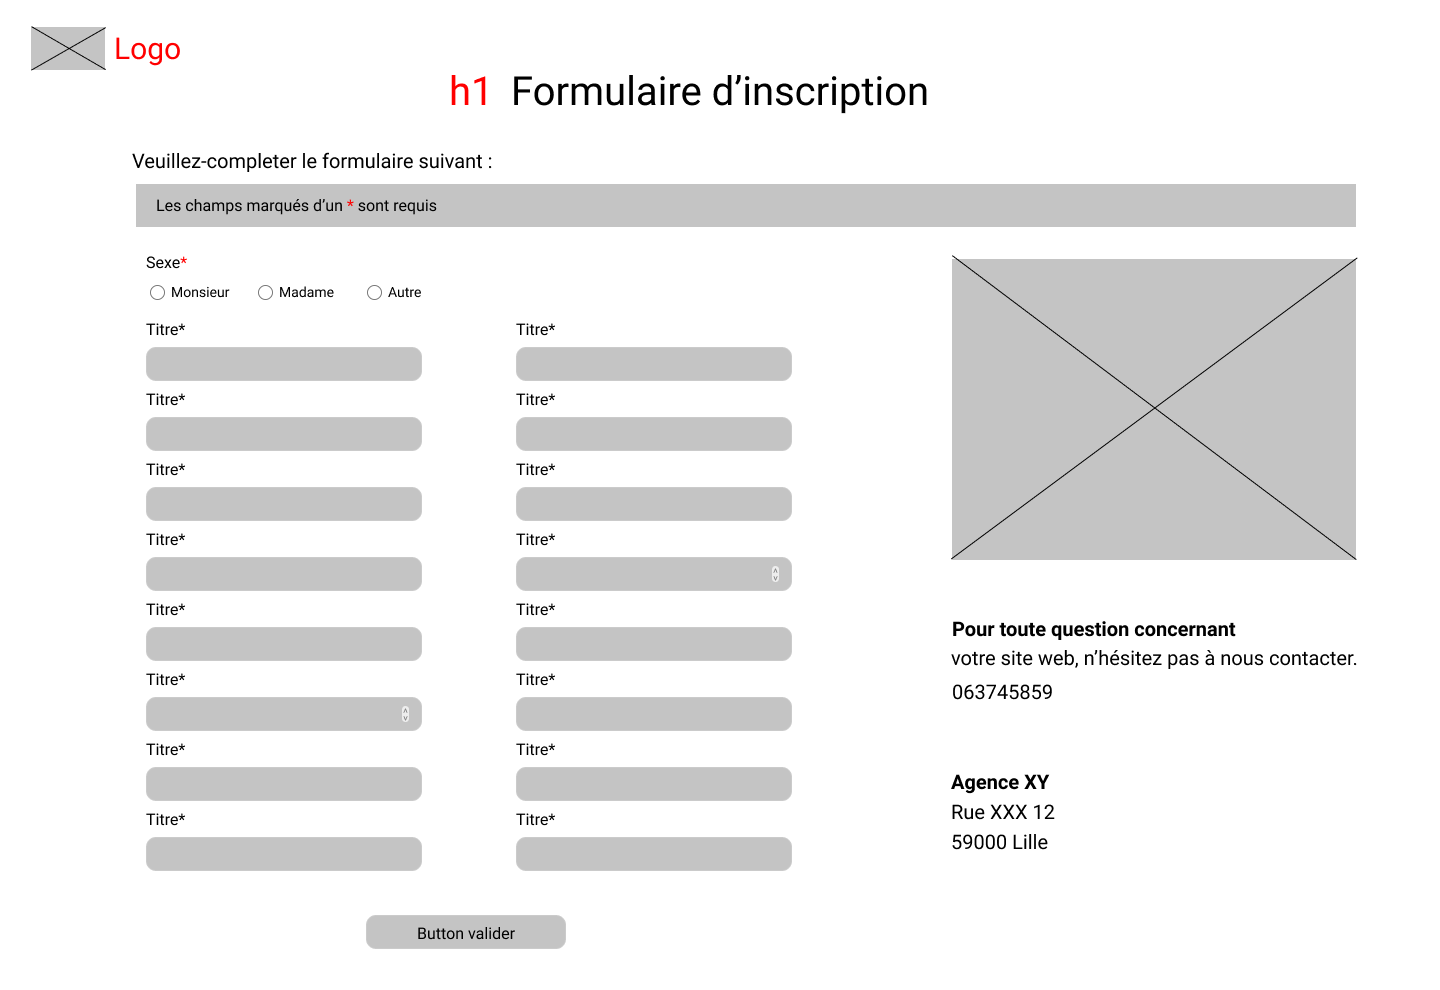 Logo
h1 Formulaire d’inscription
Veuillez-completer le formulaire suivant :
Les champs marqués d’un * sont requis
Sexe*
Monsieur Madame Autre
Titre* Titre*
Titre* Titre*
Titre* Titre*
Titre* Titre*
Titre* Titre*
Titre* Titre*
Titre* Titre*
Titre* Titre*
Button valider
Pour toute question concernant
votre site web, n’hésitez pas à nous contacter.
063745859
Agence XY
Rue XXX 12
59000 Lille